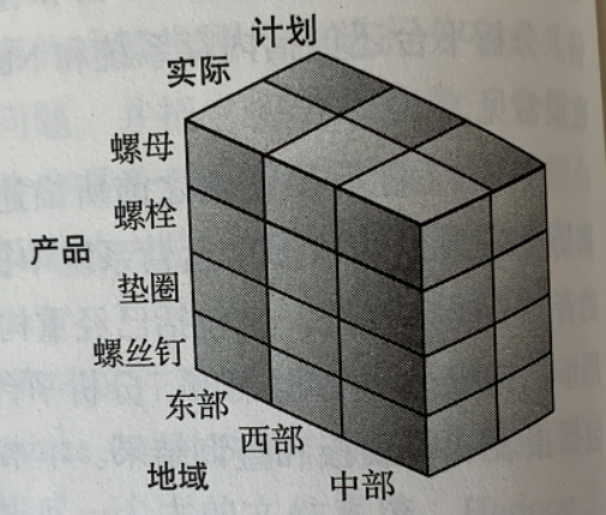 计划
实际
螺母
螺栓
产品
垫圈
螺丝钉
东部
西部
地域
中部